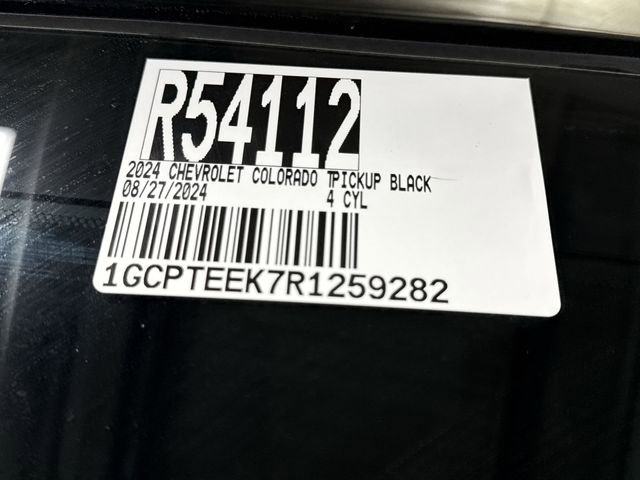 R54112
2024 CHEVROLET COLORADO TPICKUP BLACK
08/27/2024 4 CYL
1GCPTEEK7R1259282